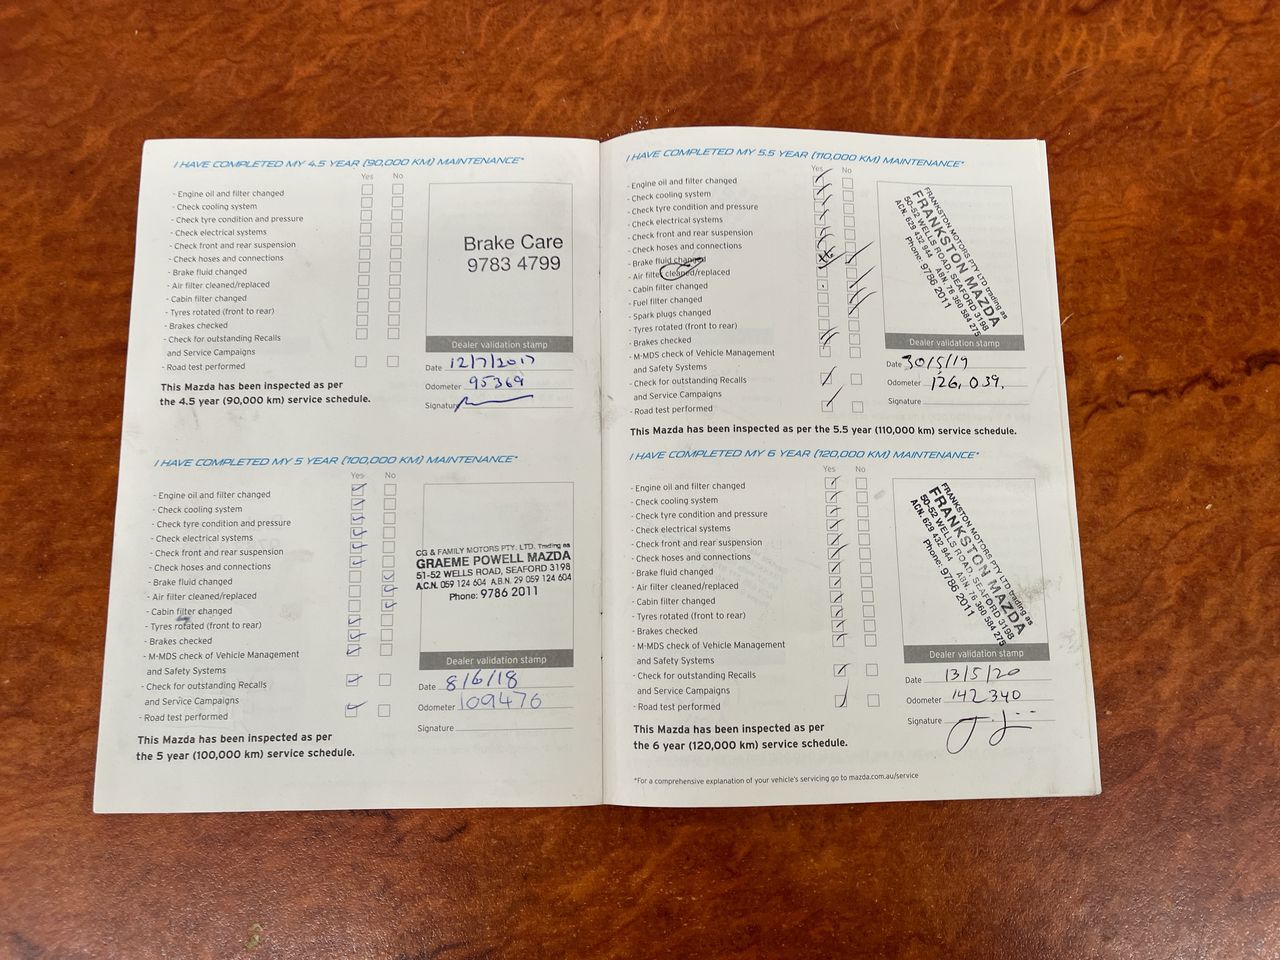 I HAVE COMPLETED MY 4.5 YEAR (90,000 KM) MAINTENANCE*
Yes No
- Engine oil and filter changed
- Check cooling system
- Check tyre condition and pressure
- Check electrical systems
- Check front and rear suspension
- Check hoses and connections
- Brake fluid changed
- Air filter cleaned/replaced
- Cabin filter changed
- Tyres rotated (front to rear)
- Brakes checked
- Check for outstanding Recalls
and Service Campaigns
- Road test performed
This Mazda has been inspected as per
the 4.5 year (90,000 km) service schedule.
Brake Care
9783 4799
Dealer validation stamp
Date 12/7/2017
Odometer 95369
Signature
I HAVE COMPLETED MY 5 YEAR (100,000 KM) MAINTENANCE*
Yes No
- Engine oil and filter changed
- Check cooling system
- Check tyre condition and pressure
- Check electrical systems
- Check front and rear suspension
- Check hoses and connections
- Brake fluid changed
- Air filter cleaned/replaced
- Cabin filter changed
- Tyres rotated (front to rear)
- Brakes checked
- M-MDS check of Vehicle Management
and Safety Systems
- Check for outstanding Recalls
and Service Campaigns
- Road test performed
This Mazda has been inspected as per
the 5 year (100,000 km) service schedule.
CG & FAMILY MOTORS PTY. LTD. Trading as
GRAEME POWELL MAZDA
51-52 WELLS ROAD, SEAFORD 3198
A.C.N. 059 124 604 A.B.N. 29 059 124 604
Phone: 9786 2011
Dealer validation stamp
Date 8/6/18
Odometer 109476
Signature
I HAVE COMPLETED MY 5.5 YEAR (110,000 KM) MAINTENANCE*
Yes No
- Engine oil and filter changed
- Check cooling system
- Check tyre condition and pressure
- Check electrical systems
- Check front and rear suspension
- Check hoses and connections
- Brake fluid changed
- Air filter cleaned/replaced
- Cabin filter changed
- Fuel filter changed
- Spark plugs changed
- Tyres rotated (front to rear)
- Brakes checked
- M-MDS check of Vehicle Management
and Safety Systems
- Check for outstanding Recalls
and Service Campaigns
- Road test performed
This Mazda has been inspected as per the 5.5 year (110,000 km) service schedule.
FRANKSTON MOTORS PTY LTD trading as
FRANKSTON MAZDA
50-52 WELLS ROAD, SEAFORD 3198
ACN. 629 432 944 ABN. 76 360 584 275
Phone: 9786 2011
Dealer validation stamp
Date 30/5/19
Odometer 126,039,
Signature
I HAVE COMPLETED MY 6 YEAR (120,000 KM) MAINTENANCE*
Yes No
- Engine oil and filter changed
- Check cooling system
- Check tyre condition and pressure
- Check electrical systems
- Check front and rear suspension
- Check hoses and connections
- Brake fluid changed
- Air filter cleaned/replaced
- Cabin filter changed
- Tyres rotated (front to rear)
- Brakes checked
- M-MDS check of Vehicle Management
and Safety Systems
- Check for outstanding Recalls
and Service Campaigns
- Road test performed
This Mazda has been inspected as per
the 6 year (120,000 km) service schedule.
FRANKSTON MOTORS PTY LTD trading as
FRANKSTON MAZDA
50-52 WELLS ROAD, SEAFORD 3198
ACN. 629 432 944 ABN. 76 360 584 275
Phone: 9786 2011
Dealer validation stamp
Date 13/5/20
Odometer 142340
Signature
*For a comprehensive explanation of your vehicle's servicing go to mazda.com.au/service